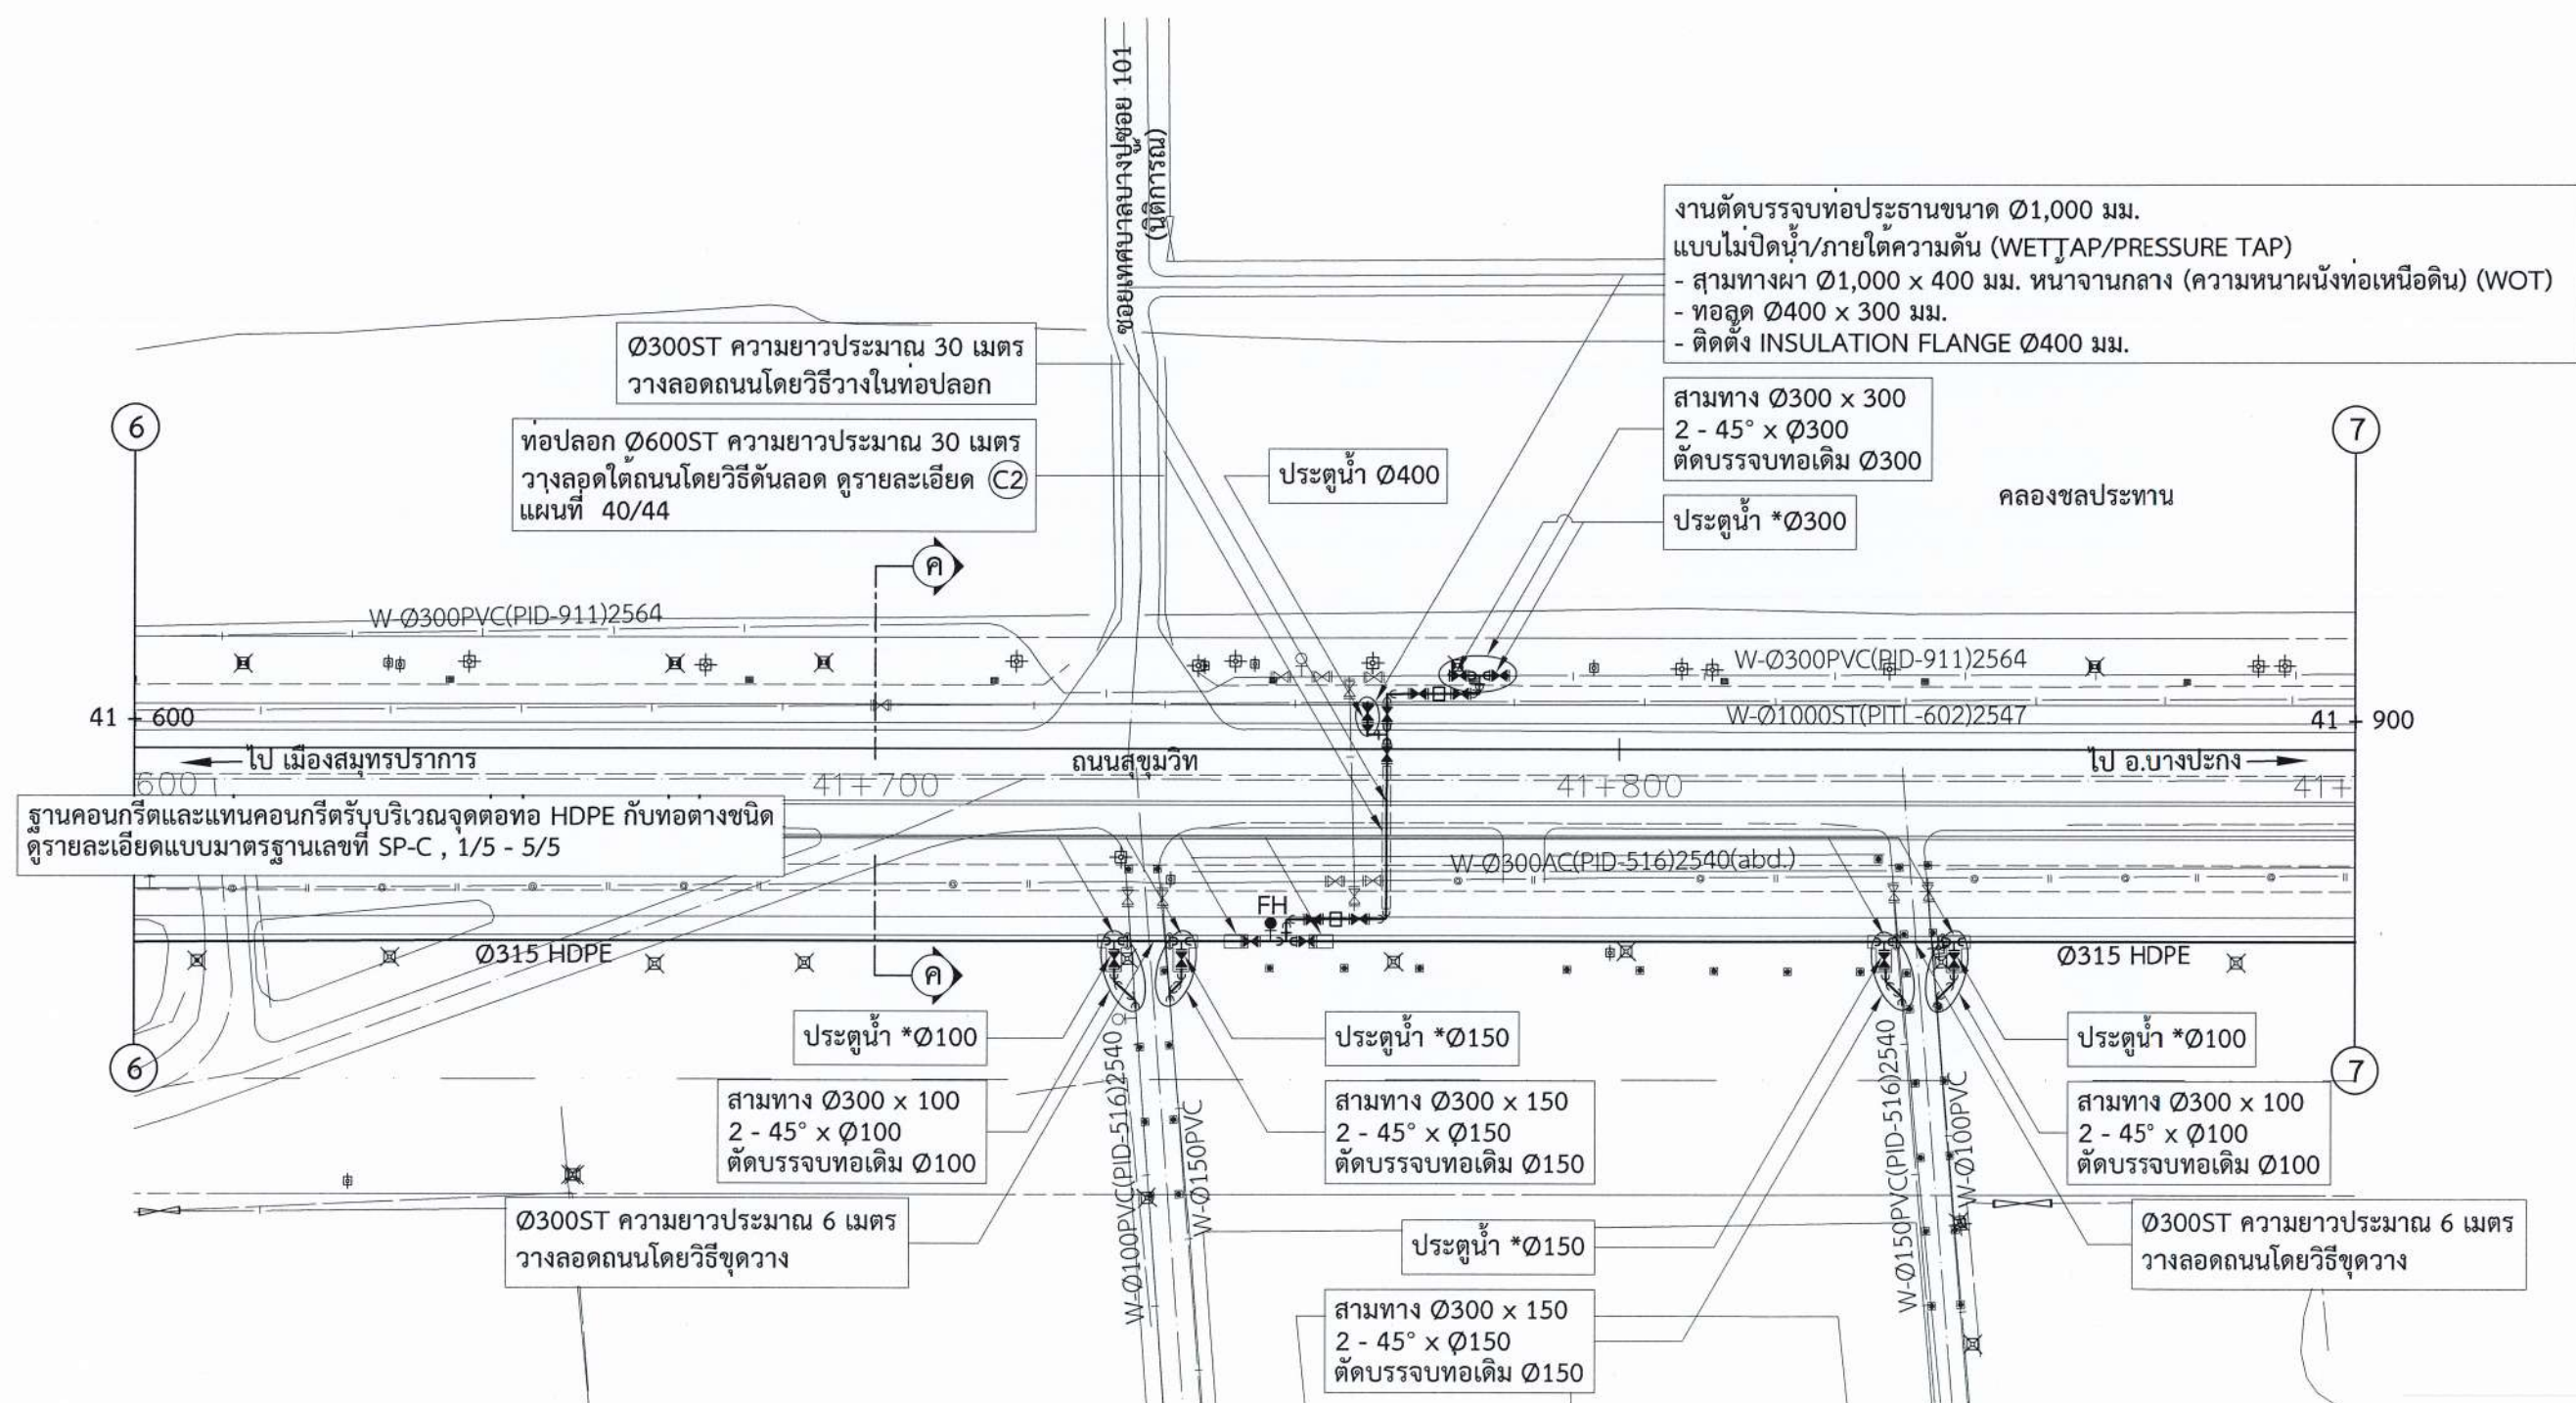 ซอยเทศบาลบางปูซอย 101
(นิติการณ์)
งานตัดบรรจบท่อประธานขนาด Ø1,000 มม.
แบบไม่ปิดน้ำ/ภายใต้ความดัน (WETTAP/PRESSURE TAP)
- สามทางผ่า Ø1,000 x 400 มม. หน้าจานกลาง (ความหนาผนังท่อเหนือดิน) (WOT)
- ท่อลด Ø400 x 300 มม.
- ติดตั้ง INSULATION FLANGE Ø400 มม.
Ø300ST ความยาวประมาณ 30 เมตร
วางลอดถนนโดยวิธีวางในท่อปลอก
ท่อปลอก Ø600ST ความยาวประมาณ 30 เมตร
วางลอดใต้ถนนโดยวิธีดันลอด ดูรายละเอียด C2
แผ่นที่ 40/44
ประตูน้ำ Ø400
สามทาง Ø300 x 300
2 - 45° x Ø300
ตัดบรรจบท่อเดิม Ø300
ประตูน้ำ *Ø300
คลองชลประทาน
6
7
ค
W-Ø300PVC(PID-911)2564
W-Ø300PVC(PID-911)2564
41 + 600
W-Ø1000ST(PITL-602)2547
41 + 900
ไป เมืองสมุทรปราการ
ถนนสุขุมวิท
ไป อ.บางปะกง
600
41+700
41+800
41+
ฐานคอนกรีตและแท่นคอนกรีตรับบริเวณจุดต่อท่อ HDPE กับท่อต่างชนิด
ดูรายละเอียดแบบมาตรฐานเลขที่ SP-C , 1/5 - 5/5
W-Ø300AC(PID-516)2540(abd.)
FH
Ø315 HDPE
Ø315 HDPE
ค
ประตูน้ำ *Ø100
ประตูน้ำ *Ø150
ประตูน้ำ *Ø100
6
7
สามทาง Ø300 x 100
2 - 45° x Ø100
ตัดบรรจบท่อเดิม Ø100
สามทาง Ø300 x 150
2 - 45° x Ø150
ตัดบรรจบท่อเดิม Ø150
สามทาง Ø300 x 100
2 - 45° x Ø100
ตัดบรรจบท่อเดิม Ø100
W-Ø100PVC(PID-516)2540
W-Ø150PVC
W-Ø150PVC(PID-516)2540
W-Ø100PVC
Ø300ST ความยาวประมาณ 6 เมตร
วางลอดถนนโดยวิธีขุดวาง
ประตูน้ำ *Ø150
Ø300ST ความยาวประมาณ 6 เมตร
วางลอดถนนโดยวิธีขุดวาง
สามทาง Ø300 x 150
2 - 45° x Ø150
ตัดบรรจบท่อเดิม Ø150